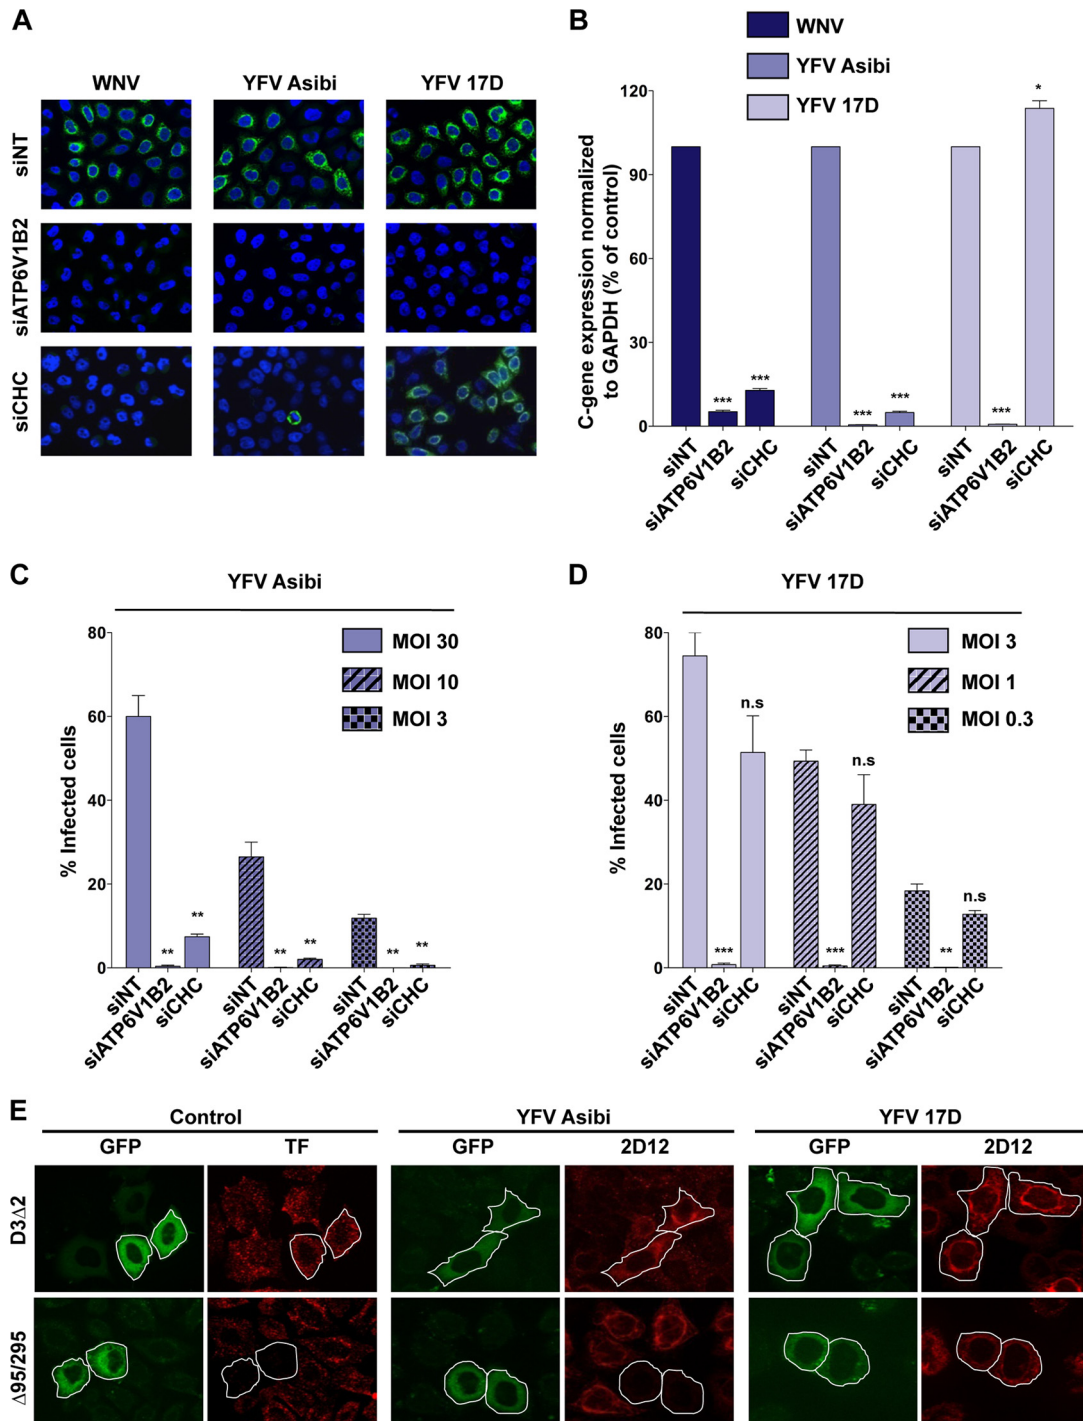 A
WNV
YFV Asibi
YFV 17D
siNT
siATP6V1B2
siCHC
B
WNV
YFV Asibi
YFV 17D
C-gene expression normalized
to GAPDH (% of control)
120
90
60
30
0
***
***
***
***
***
*
siNT
siATP6V1B2
siCHC
siNT
siATP6V1B2
siCHC
siNT
siATP6V1B2
siCHC
C
YFV Asibi
MOI 30
MOI 10
MOI 3
% Infected cells
80
60
40
20
0
**
**
**
**
**
**
siNT
siATP6V1B2
siCHC
siNT
siATP6V1B2
siCHC
siNT
siATP6V1B2
siCHC
D
YFV 17D
MOI 3
MOI 1
MOI 0.3
% Infected cells
80
60
40
20
0
***
n.s
***
n.s
**
n.s
siNT
siATP6V1B2
siCHC
siNT
siATP6V1B2
siCHC
siNT
siATP6V1B2
siCHC
E
Control
YFV Asibi
YFV 17D
GFP
TF
GFP
2D12
GFP
2D12
D3Δ2
Δ95/295